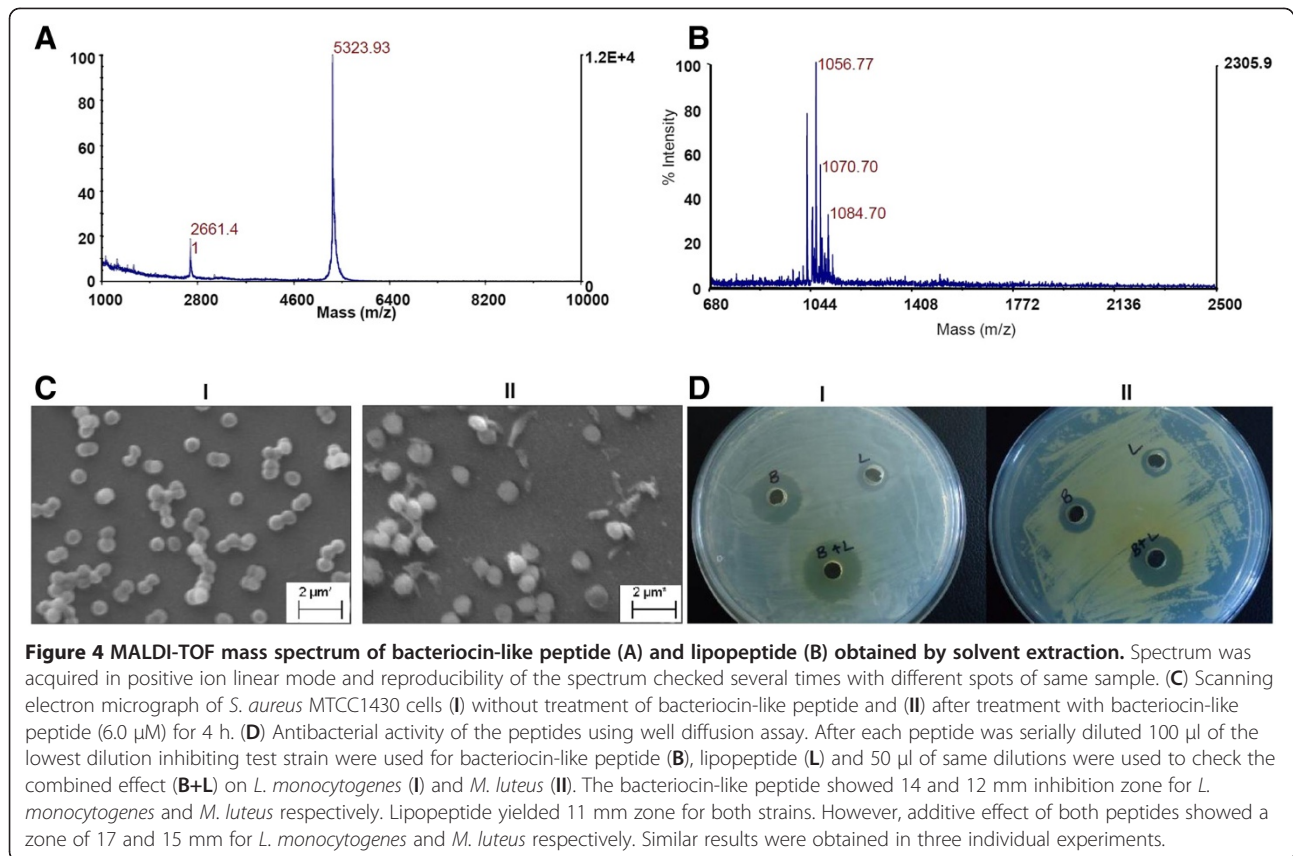 A
5323.93
100
80
60
40
20
0
2661.4
1
1.2E+4
0
1000
2800
4600
6400
8200
10000
Mass (m/z)
B
1056.77
1070.70
1084.70
100
80
60
40
20
0
% Intensity
2305.9
680
1044
1408
1772
2136
2500
Mass (m/z)
C
I
II
2 µm
2 µm
D
I
II
B
L
B+L
L
B
B+L
Figure 4 MALDI-TOF mass spectrum of bacteriocin-like peptide (A) and lipopeptide (B) obtained by solvent extraction. Spectrum was
acquired in positive ion linear mode and reproducibility of the spectrum checked several times with different spots of same sample. (C) Scanning
electron micrograph of S. aureus MTCC1430 cells (I) without treatment of bacteriocin-like peptide and (II) after treatment with bacteriocin-like
peptide (6.0 µM) for 4 h. (D) Antibacterial activity of the peptides using well diffusion assay. After each peptide was serially diluted 100 µl of the
lowest dilution inhibiting test strain were used for bacteriocin-like peptide (B), lipopeptide (L) and 50 µl of same dilutions were used to check the
combined effect (B+L) on L. monocytogenes (I) and M. luteus (II). The bacteriocin-like peptide showed 14 and 12 mm inhibition zone for L.
monocytogenes and M. luteus respectively. Lipopeptide yielded 11 mm zone for both strains. However, additive effect of both peptides showed a
zone of 17 and 15 mm for L. monocytogenes and M. luteus respectively. Similar results were obtained in three individual experiments.